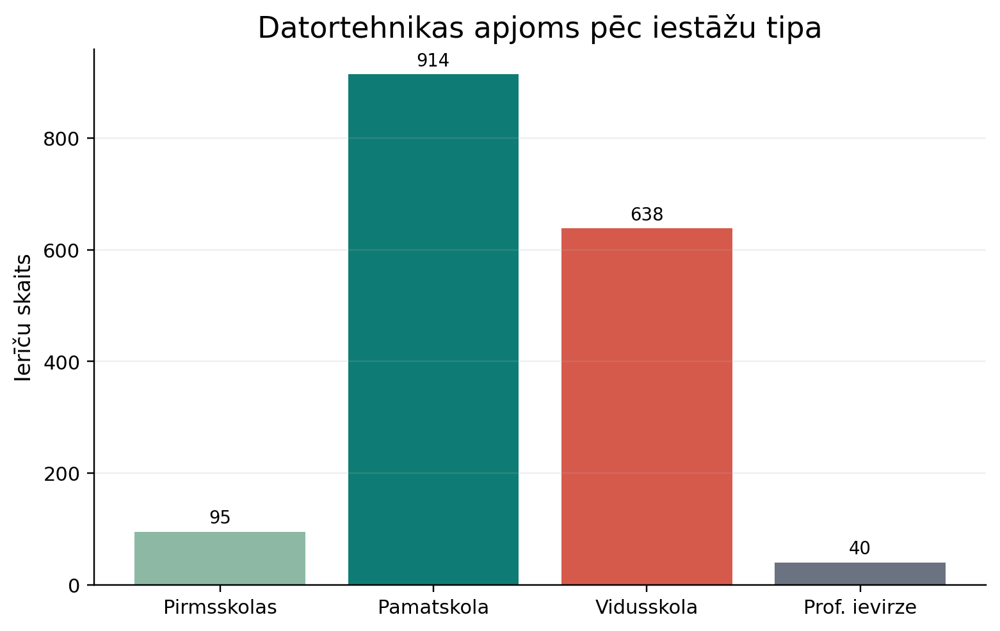 Datortehnikas apjoms pēc iestāžu tipa
Ierīču skaits
800
600
400
200
0
95
914
638
40
Pirmsskolas
Pamatskola
Vidusskola
Prof. ievirze